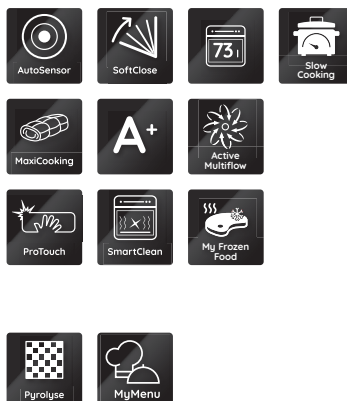 AutoSensor
SoftClose
73 l
Slow
Cooking
MaxiCooking
A+
Active
Multiflow
ProTouch
SmartClean
My Frozen
Food
Pyrolyse
MyMenu